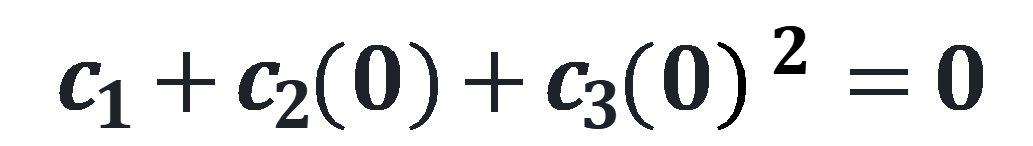 c₁ + c₂(0) + c₃(0)² = 0